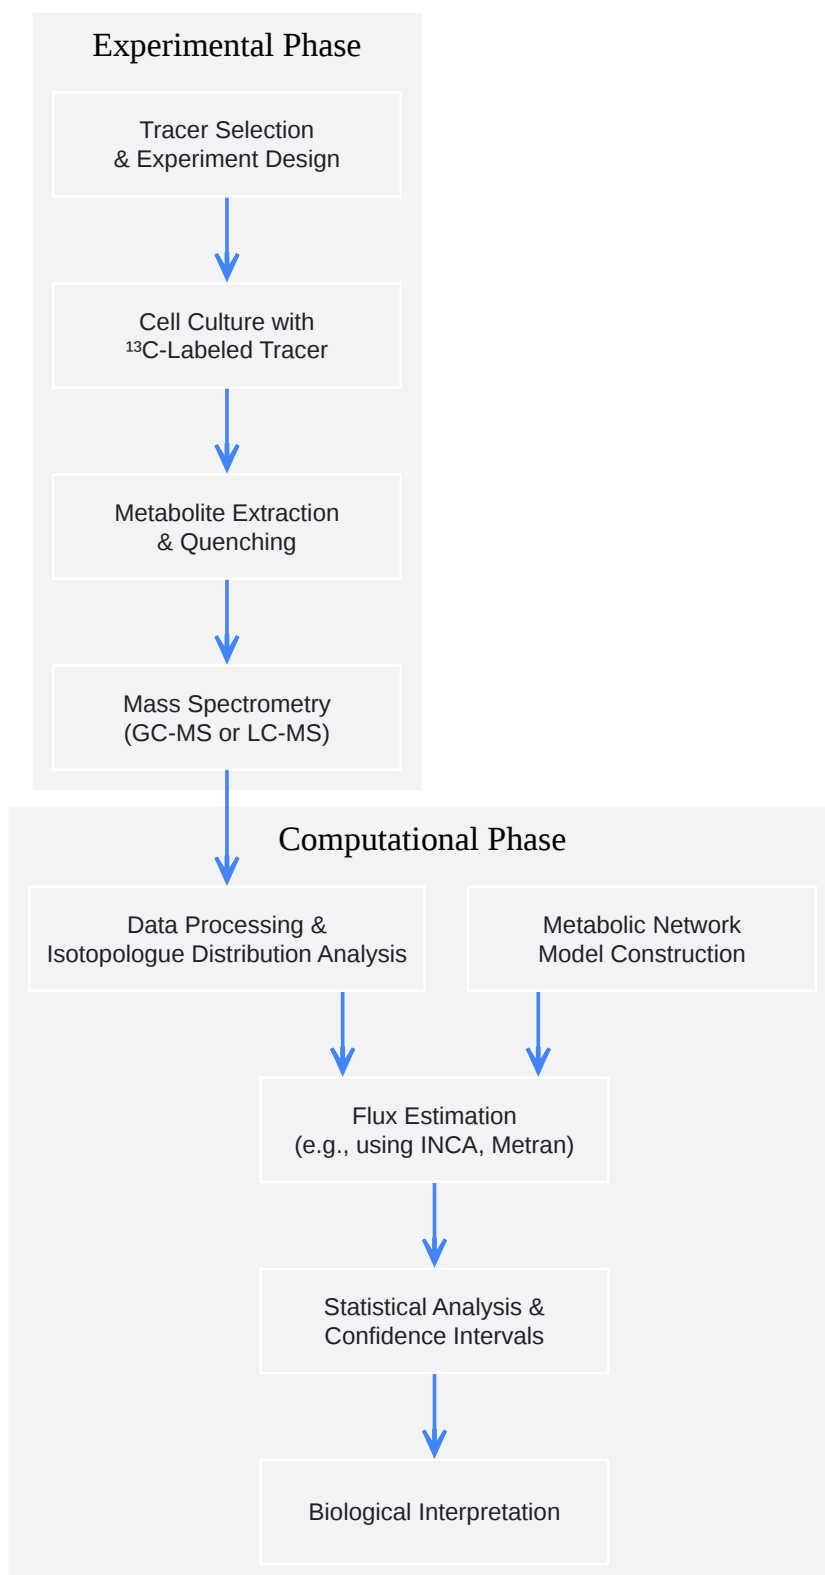 Experimental Phase
Tracer Selection
& Experiment Design
Cell Culture with
¹³C-Labeled Tracer
Metabolite Extraction
& Quenching
Mass Spectrometry
(GC-MS or LC-MS)
Computational Phase
Data Processing &
Isotopologue Distribution Analysis
Metabolic Network
Model Construction
Flux Estimation
(e.g., using INCA, Metran)
Statistical Analysis &
Confidence Intervals
Biological Interpretation